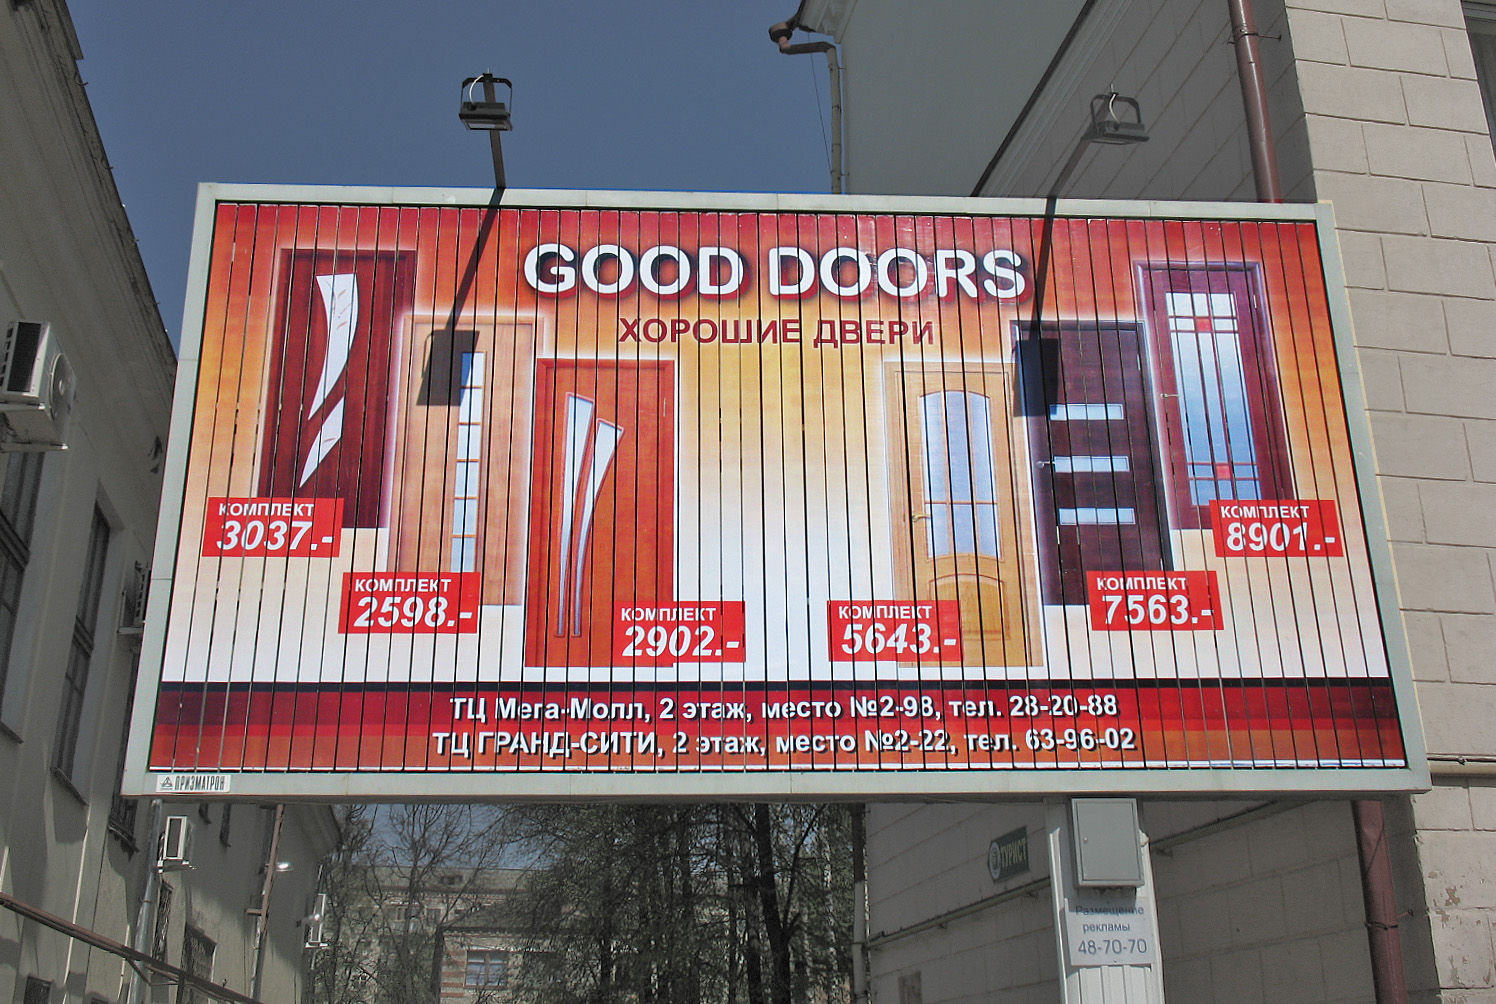 GOOD DOORS
ХОРОШИЕ ДВЕРИ
КОМПЛЕКТ
3037.-
КОМПЛЕКТ
2598.-
КОМПЛЕКТ
2902.-
КОМПЛЕКТ
5643.-
КОМПЛЕКТ
7563.-
КОМПЛЕКТ
8901.-
ТЦ Мега-Молл, 2 этаж, место №2-98, тел. 28-20-88
ТЦ ГРАНД-СИТИ, 2 этаж, место №2-22, тел. 63-96-02
ПРИЗМАТРОН
ТУРИСТ
Размещение
рекламы
48-70-70